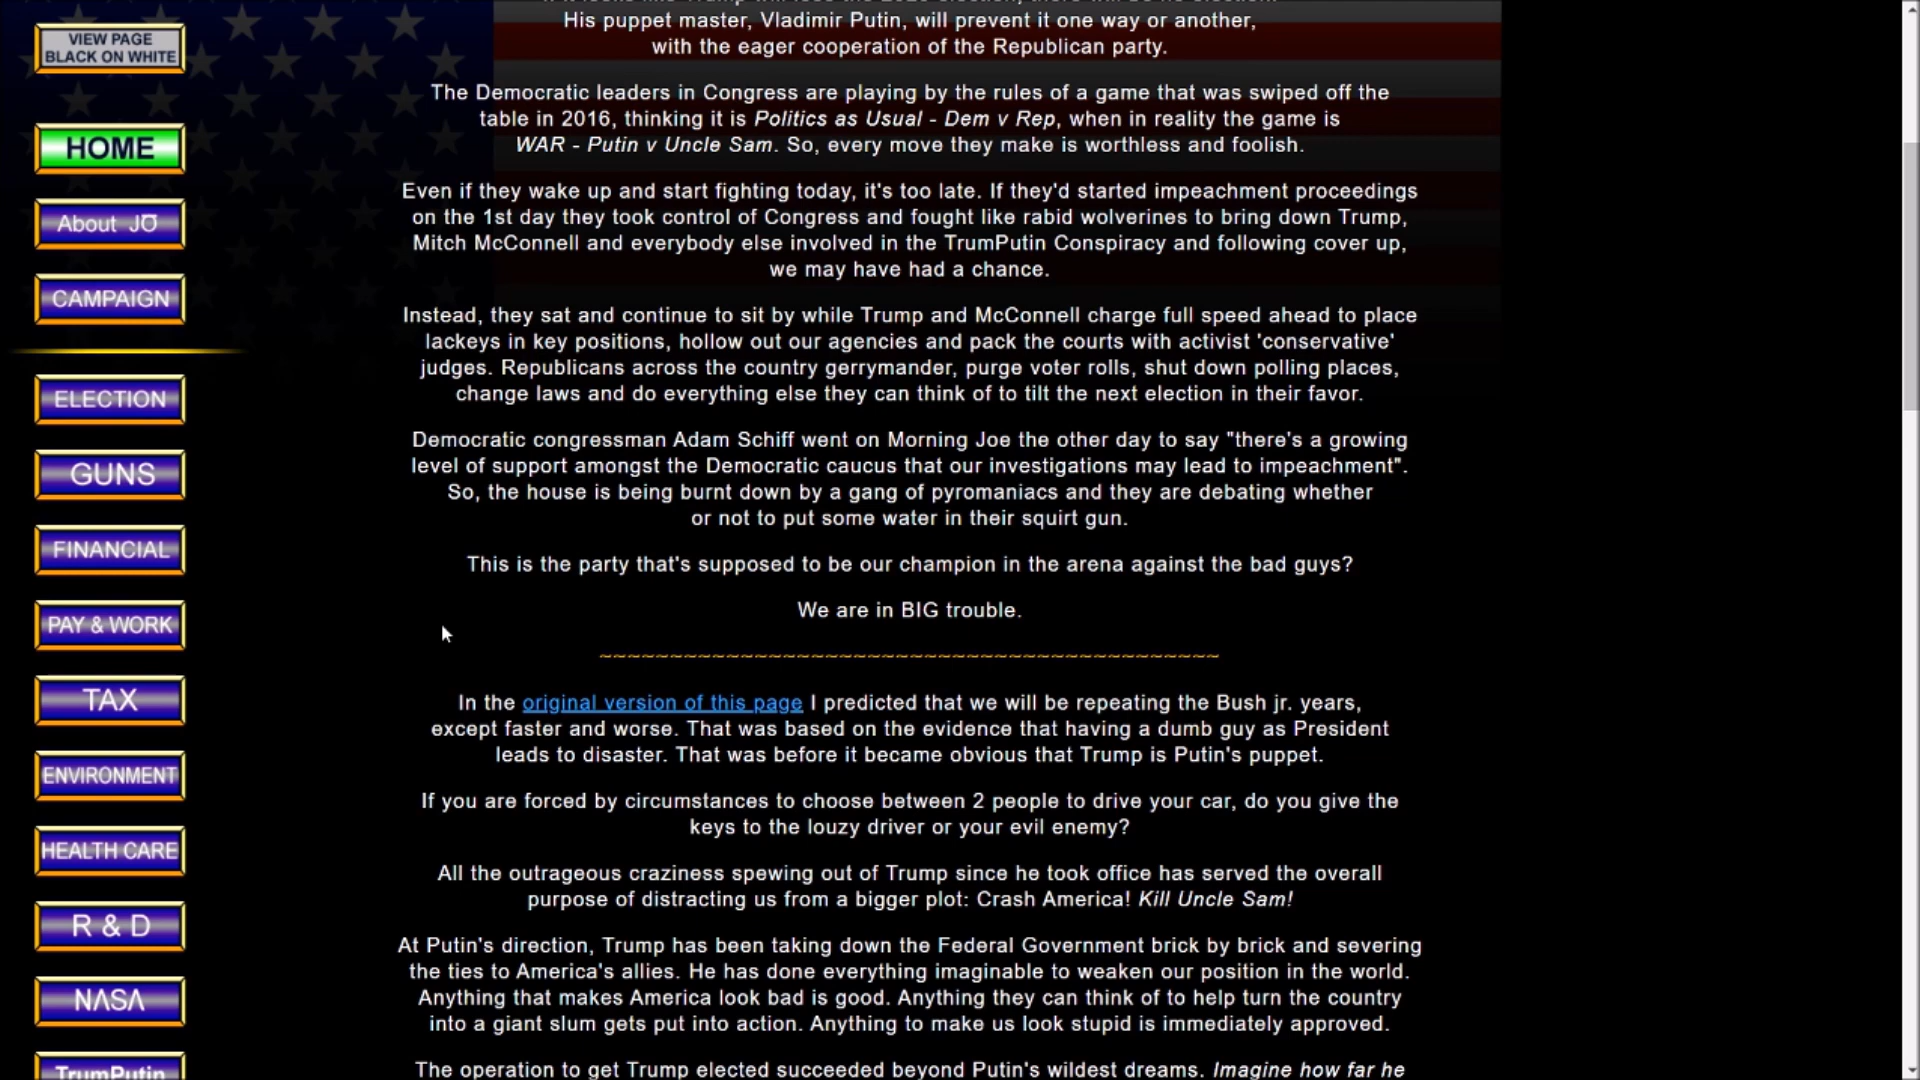 VIEW PAGE
BLACK ON WHITE
HOME
About JO
CAMPAIGN
ELECTION
GUNS
FINANCIAL
PAY & WORK
TAX
ENVIRONMENT
HEALTH CARE
R & D
NASA
TrumPutin
His puppet master, Vladimir Putin, will prevent it one way or another,
with the eager cooperation of the Republican party.
The Democratic leaders in Congress are playing by the rules of a game that was swiped off the
table in 2016, thinking it is Politics as Usual - Dem v Rep, when in reality the game is
WAR - Putin v Uncle Sam. So, every move they make is worthless and foolish.
Even if they wake up and start fighting today, it's too late. If they'd started impeachment proceedings
on the 1st day they took control of Congress and fought like rabid wolverines to bring down Trump,
Mitch McConnell and everybody else involved in the TrumPutin Conspiracy and following cover up,
we may have had a chance.
Instead, they sat and continue to sit by while Trump and McConnell charge full speed ahead to place
lackeys in key positions, hollow out our agencies and pack the courts with activist 'conservative'
judges. Republicans across the country gerrymander, purge voter rolls, shut down polling places,
change laws and do everything else they can think of to tilt the next election in their favor.
Democratic congressman Adam Schiff went on Morning Joe the other day to say "there's a growing
level of support amongst the Democratic caucus that our investigations may lead to impeachment".
So, the house is being burnt down by a gang of pyromaniacs and they are debating whether
or not to put some water in their squirt gun.
This is the party that's supposed to be our champion in the arena against the bad guys?
We are in BIG trouble.
~~~~~~~~~~~~~~~~~~~~~~~~~~~~~~~~~~~~~~~~~~~~
In the original version of this page I predicted that we will be repeating the Bush jr. years,
except faster and worse. That was based on the evidence that having a dumb guy as President
leads to disaster. That was before it became obvious that Trump is Putin's puppet.
If you are forced by circumstances to choose between 2 people to drive your car, do you give the
keys to the louzy driver or your evil enemy?
All the outrageous craziness spewing out of Trump since he took office has served the overall
purpose of distracting us from a bigger plot: Crash America! Kill Uncle Sam!
At Putin's direction, Trump has been taking down the Federal Government brick by brick and severing
the ties to America's allies. He has done everything imaginable to weaken our position in the world.
Anything that makes America look bad is good. Anything they can think of to help turn the country
into a giant slum gets put into action. Anything to make us look stupid is immediately approved.
The operation to get Trump elected succeeded beyond Putin's wildest dreams. Imagine how far he